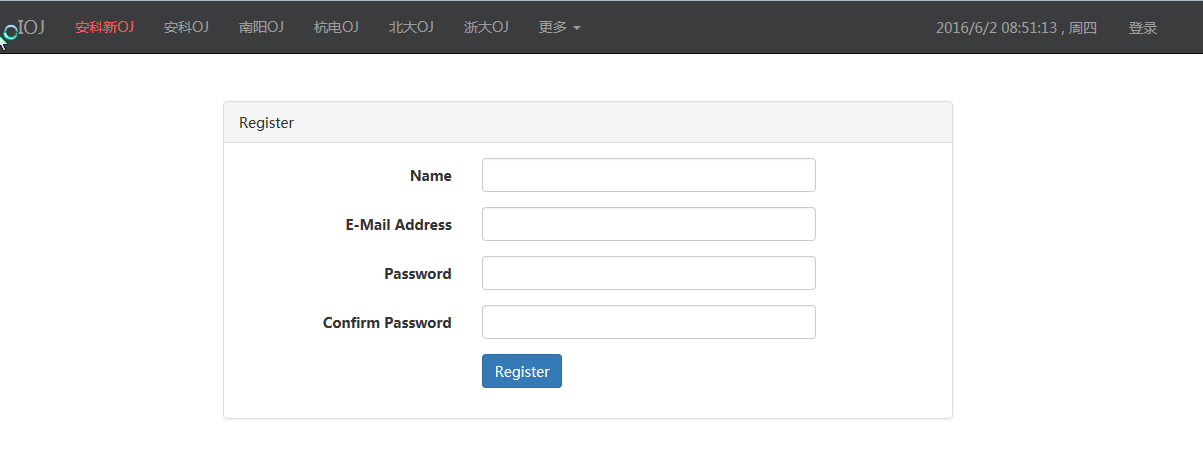 IOJ 安科新OJ 安科OJ 南阳OJ 杭电OJ 北大OJ 浙大OJ 更多 2016/6/2 08:51:13 , 周四 登录
Register
Name
E-Mail Address
Password
Confirm Password
Register